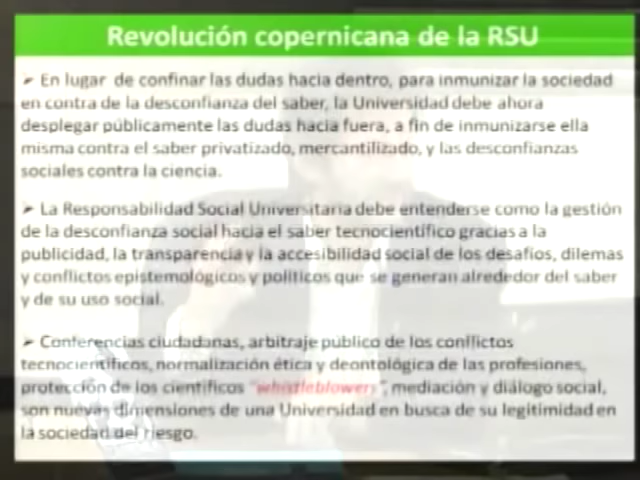 Revolución copernicana de la RSU
➢ En lugar de confinar las dudas hacia dentro, para inmunizar la sociedad
en contra de la desconfianza del saber, la Universidad debe ahora
desplegar públicamente las dudas hacia fuera, a fin de inmunizarse ella
misma contra el saber privatizado, mercantilizado, y las desconfianzas
sociales contra la ciencia.
➢ La Responsabilidad Social Universitaria debe entenderse como la gestión
de la desconfianza social hacia el saber tecnocientífico gracias a la
publicidad, la transparencia y la accesibilidad social de los desafíos, dilemas
y conflictos epistemológicos y políticos que se generan alrededor del saber
y de su uso social.
➢ Conferencias ciudadanas, arbitraje público de los conflictos
tecnocientíficos, normalización ética y deontológica de las profesiones,
protección de los científicos "whistleblowers", mediación y diálogo social,
son nuevas dimensiones de una Universidad en busca de su legitimidad en
la sociedad del riesgo.